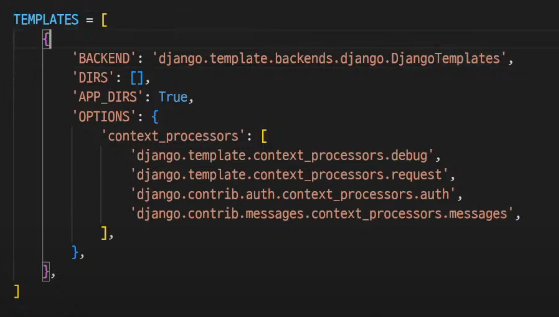 TEMPLATES = [
    {
        'BACKEND': 'django.template.backends.django.DjangoTemplates',
        'DIRS': [],
        'APP_DIRS': True,
        'OPTIONS': {
            'context_processors': [
                'django.template.context_processors.debug',
                'django.template.context_processors.request',
                'django.contrib.auth.context_processors.auth',
                'django.contrib.messages.context_processors.messages',
            ],
        },
    },
]